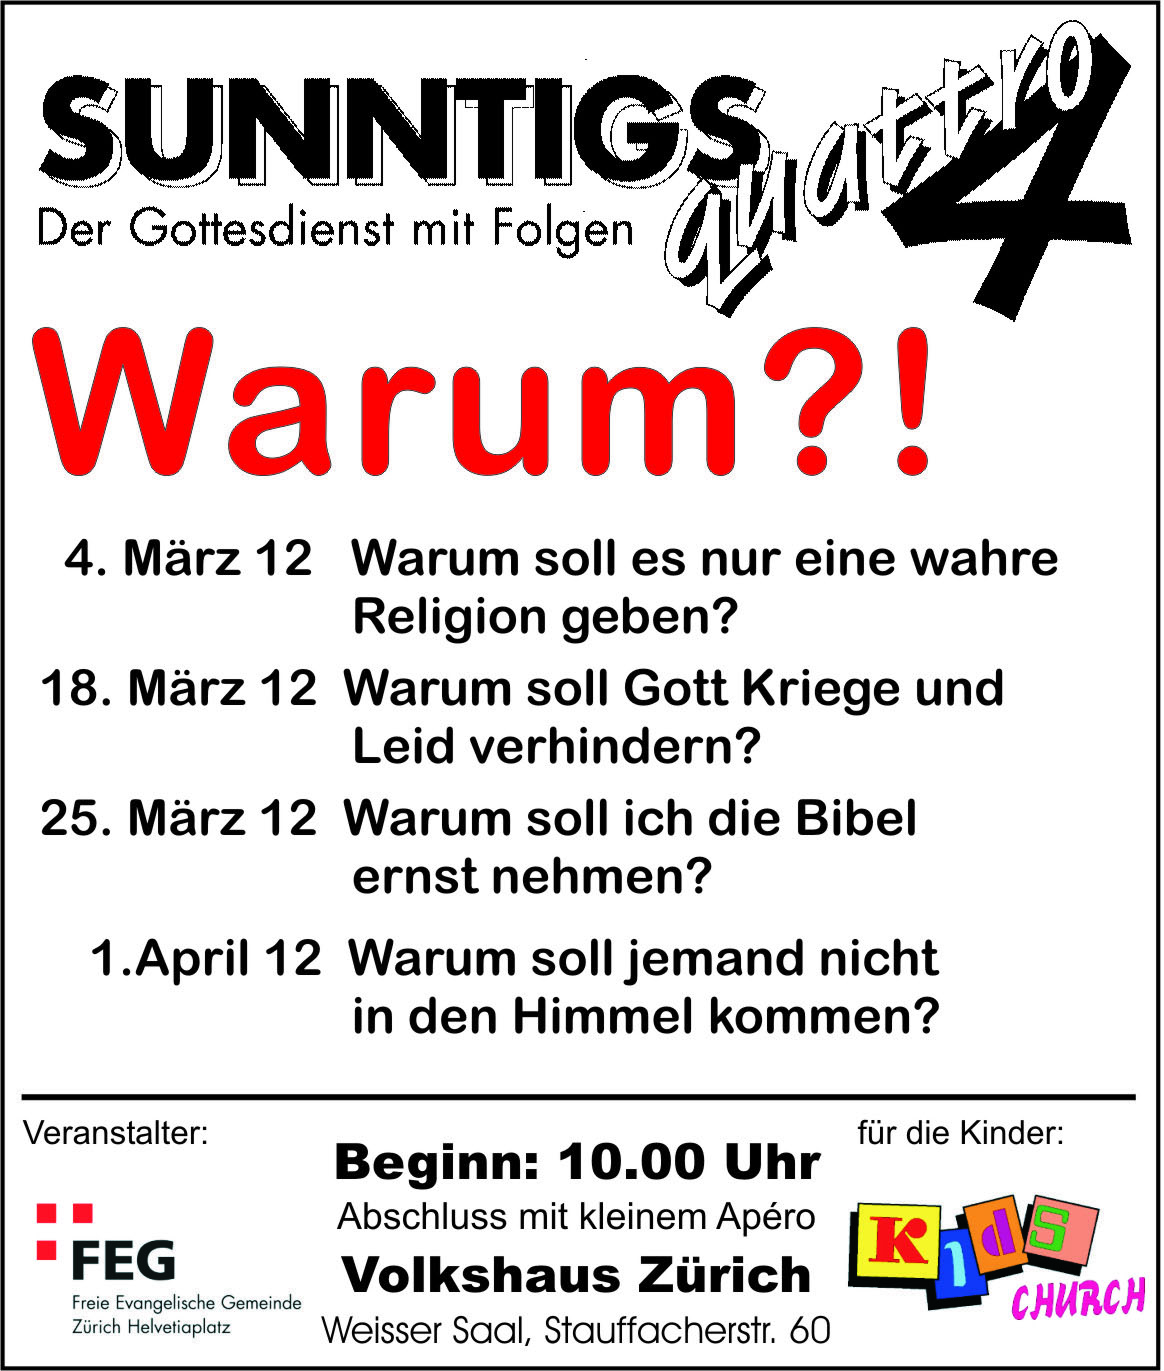 SUNNTIGS
quattro
4
Der Gottesdienst mit Folgen
Warum?!
4. März 12 Warum soll es nur eine wahre
Religion geben?
18. März 12 Warum soll Gott Kriege und
Leid verhindern?
25. März 12 Warum soll ich die Bibel
ernst nehmen?
1.April 12 Warum soll jemand nicht
in den Himmel kommen?
Veranstalter:
FEG
Freie Evangelische Gemeinde
Zürich Helvetiaplatz
Beginn: 10.00 Uhr
Abschluss mit kleinem Apéro
Volkshaus Zürich
Weisser Saal, Stauffacherstr. 60
für die Kinder:
KidS
CHURCH